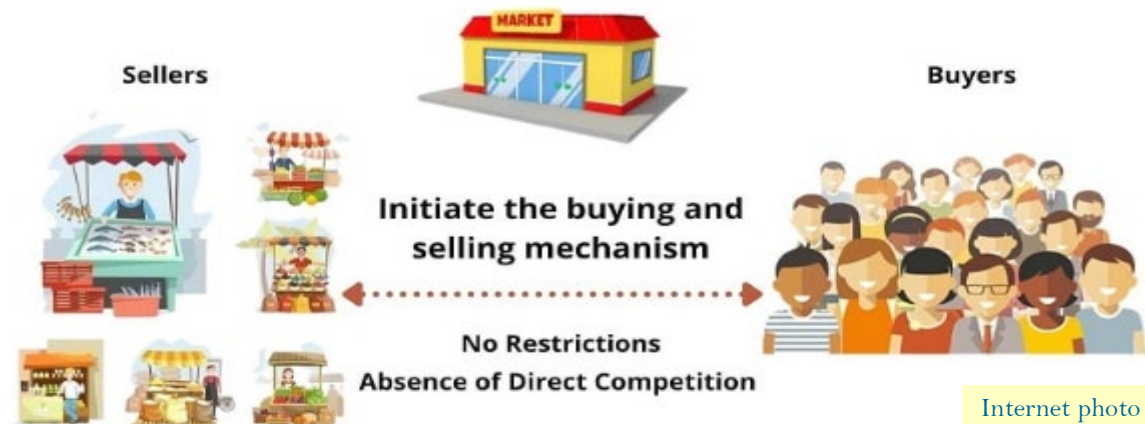 MARKET
Sellers
Buyers
Initiate the buying and
selling mechanism
No Restrictions
Absence of Direct Competition
Internet photo